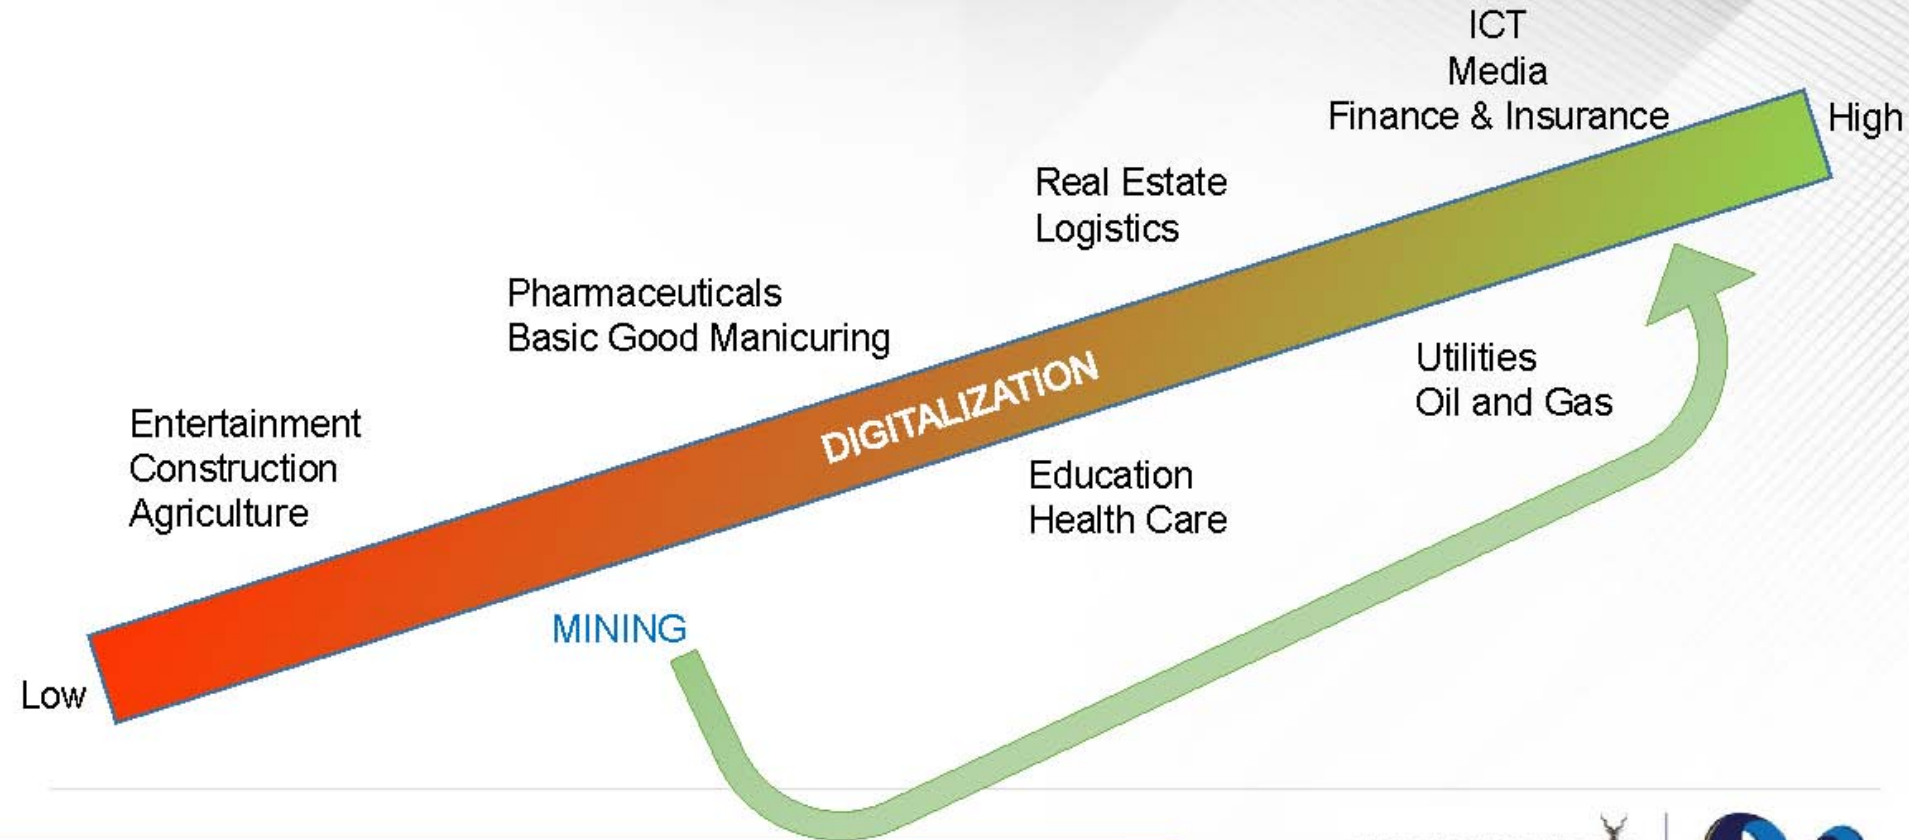 ICT
Media
Finance & Insurance
High
Real Estate
Logistics
Pharmaceuticals
Basic Good Manicuring
Utilities
Oil and Gas
DIGITALIZATION
Entertainment
Construction
Agriculture
Education
Health Care
MINING
Low